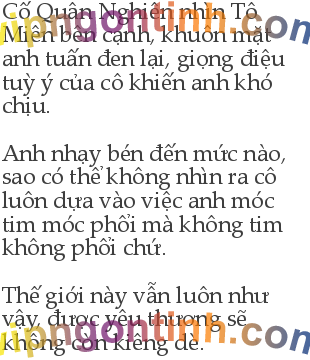 Cố Quân Nghiên nhìn Tô
Miên bên cạnh, khuôn mặt
anh tuấn đen lại, giọng điệu
tuỳ ý của cô khiến anh khó
chịu.
Anh nhạy bén đến mức nào,
sao có thể không nhìn ra cô
luôn dựa vào việc anh móc
tim móc phổi mà không tim
không phổi chứ.
Thế giới này vẫn luôn như
vậy, được yêu thương sẽ
không còn kiêng dè.
vipngontinh.com
vipngontinh.com